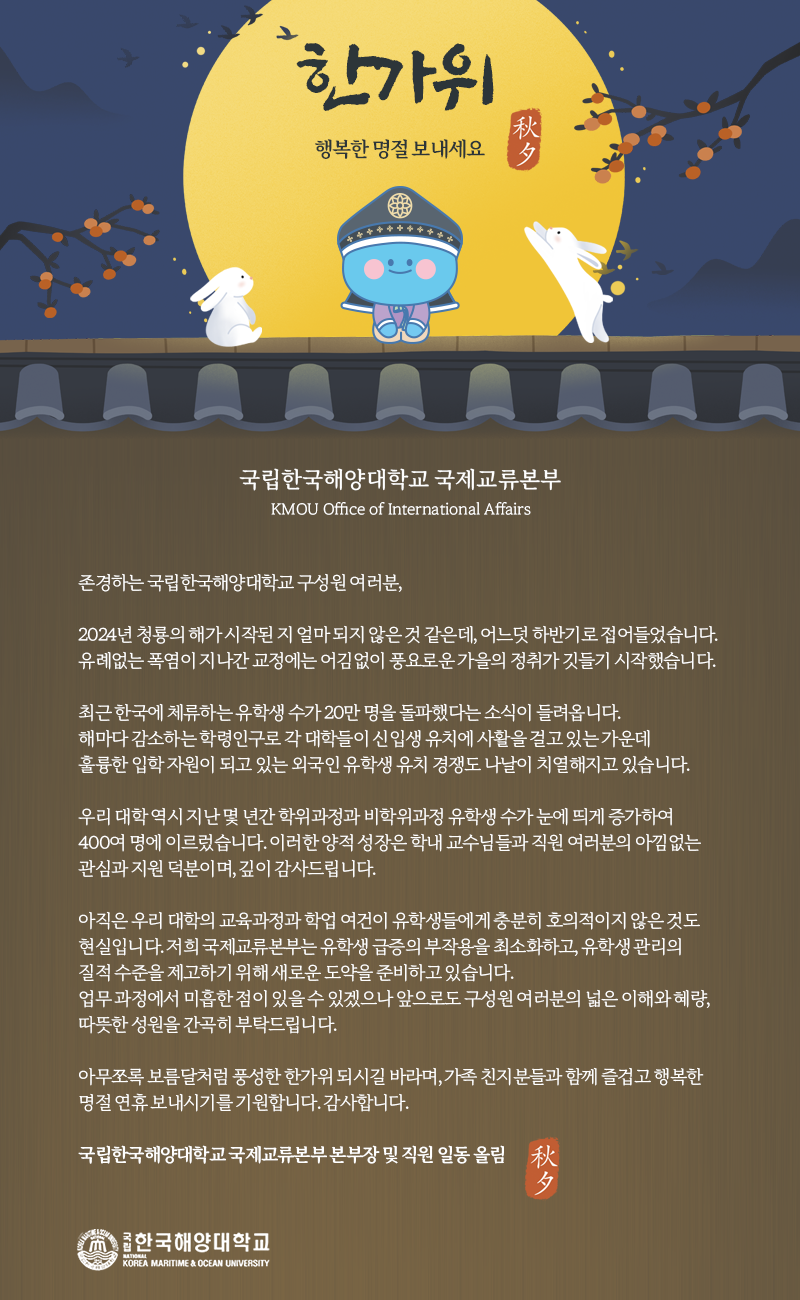 한가위
행복한 명절 보내세요
秋夕
국립한국해양대학교 국제교류본부
KMOU Office of International Affairs
존경하는 국립한국해양대학교 구성원 여러분,
2024년 청룡의 해가 시작된 지 얼마 되지 않은 것 같은데, 어느덧 하반기로 접어들었습니다.
유례없는 폭염이 지나간 교정에는 어김없이 풍요로운 가을의 정취가 깃들기 시작했습니다.
최근 한국에 체류하는 유학생 수가 20만 명을 돌파했다는 소식이 들려옵니다.
해마다 감소하는 학령인구로 각 대학들이 신입생 유치에 사활을 걸고 있는 가운데
훌륭한 입학 자원이 되고 있는 외국인 유학생 유치 경쟁도 나날이 치열해지고 있습니다.
우리 대학 역시 지난 몇 년간 학위과정과 비학위과정 유학생 수가 눈에 띄게 증가하여
400여 명에 이르렀습니다. 이러한 양적 성장은 학내 교수님들과 직원 여러분의 아낌없는
관심과 지원 덕분이며, 깊이 감사드립니다.
아직은 우리 대학의 교육과정과 학업 여건이 유학생들에게 충분히 호의적이지 않은 것도
현실입니다. 저희 국제교류본부는 유학생 급증의 부작용을 최소화하고, 유학생 관리의
질적 수준을 제고하기 위해 새로운 도약을 준비하고 있습니다.
업무 과정에서 미흡한 점이 있을 수 있겠으나 앞으로도 구성원 여러분의 넓은 이해와 혜량,
따뜻한 성원을 간곡히 부탁드립니다.
아무쪼록 보름달처럼 풍성한 한가위 되시길 바라며, 가족 친지분들과 함께 즐겁고 행복한
명절 연휴 보내시기를 기원합니다. 감사합니다.
국립한국해양대학교 국제교류본부 본부장 및 직원 일동 올림
秋夕
국립한국해양대학교
NATIONAL
KOREA MARITIME & OCEAN UNIVERSITY